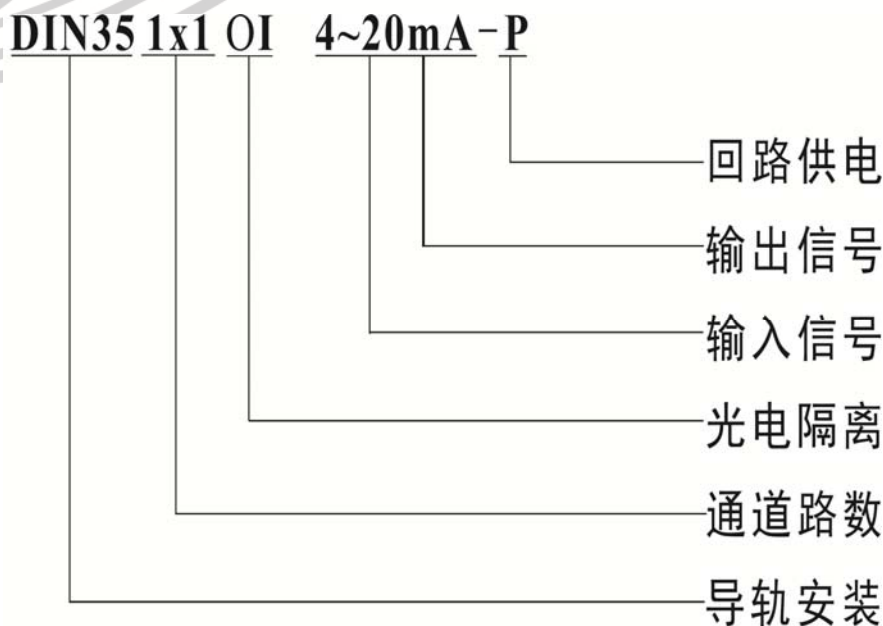 DIN35 1x1 OI 4~20mA-P
回路供电
输出信号
输入信号
光电隔离
通道路数
导轨安装